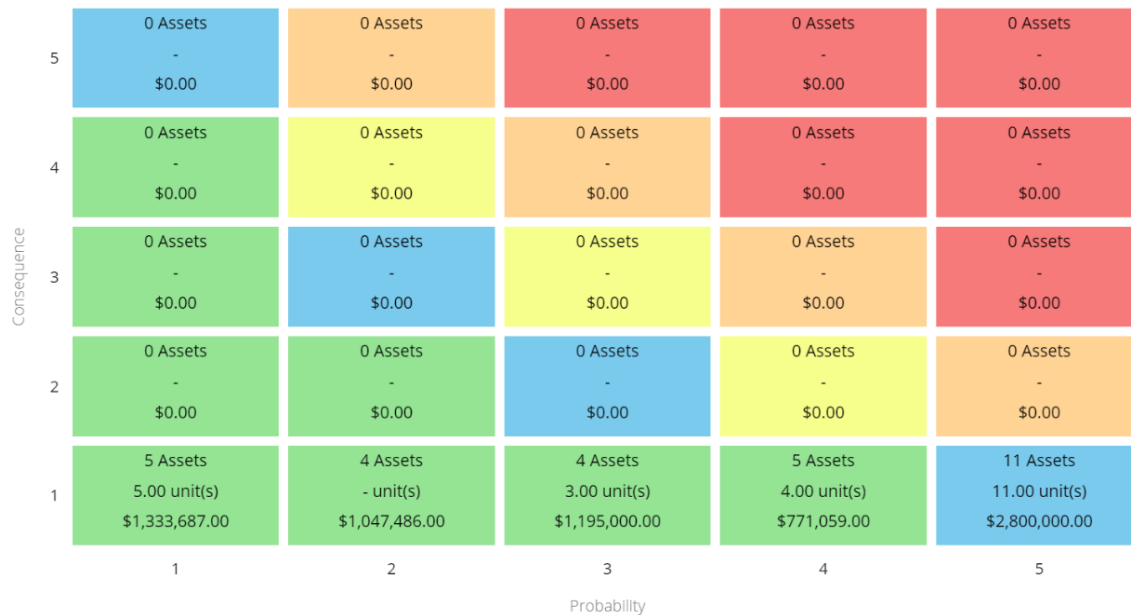 0 Assets 0 Assets 0 Assets 0 Assets 0 Assets
5 - - - - -
$0.00 $0.00 $0.00 $0.00 $0.00
0 Assets 0 Assets 0 Assets 0 Assets 0 Assets
4 - - - - -
$0.00 $0.00 $0.00 $0.00 $0.00
Consequence
0 Assets 0 Assets 0 Assets 0 Assets 0 Assets
3 - - - - -
$0.00 $0.00 $0.00 $0.00 $0.00
0 Assets 0 Assets 0 Assets 0 Assets 0 Assets
2 - - - - -
$0.00 $0.00 $0.00 $0.00 $0.00
5 Assets 4 Assets 4 Assets 5 Assets 11 Assets
1 5.00 unit(s) - unit(s) 3.00 unit(s) 4.00 unit(s) 11.00 unit(s)
$1,333,687.00 $1,047,486.00 $1,195,000.00 $771,059.00 $2,800,000.00
1 2 3 4 5
Probability